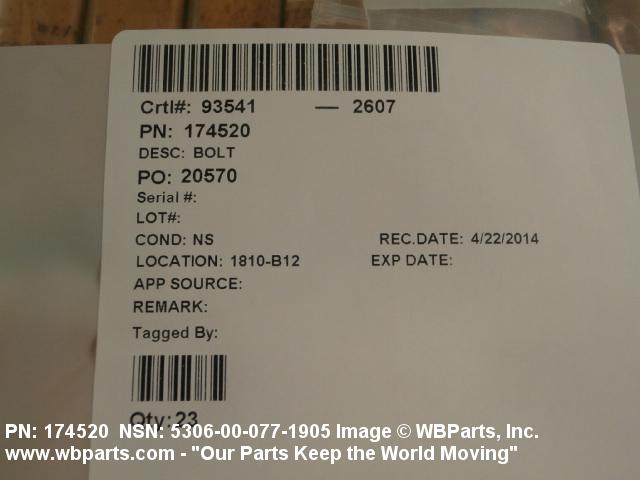 Crtl#: 93541 — 2607
PN: 174520
DESC: BOLT
PO: 20570
Serial #:
LOT#:
COND: NS REC.DATE: 4/22/2014
LOCATION: 1810-B12 EXP DATE:
APP SOURCE:
REMARK:
Tagged By:
Qty: 23
PN: 174520 NSN: 5306-00-077-1905 Image © WBParts, Inc.
www.wbparts.com - "Our Parts Keep the World Moving"